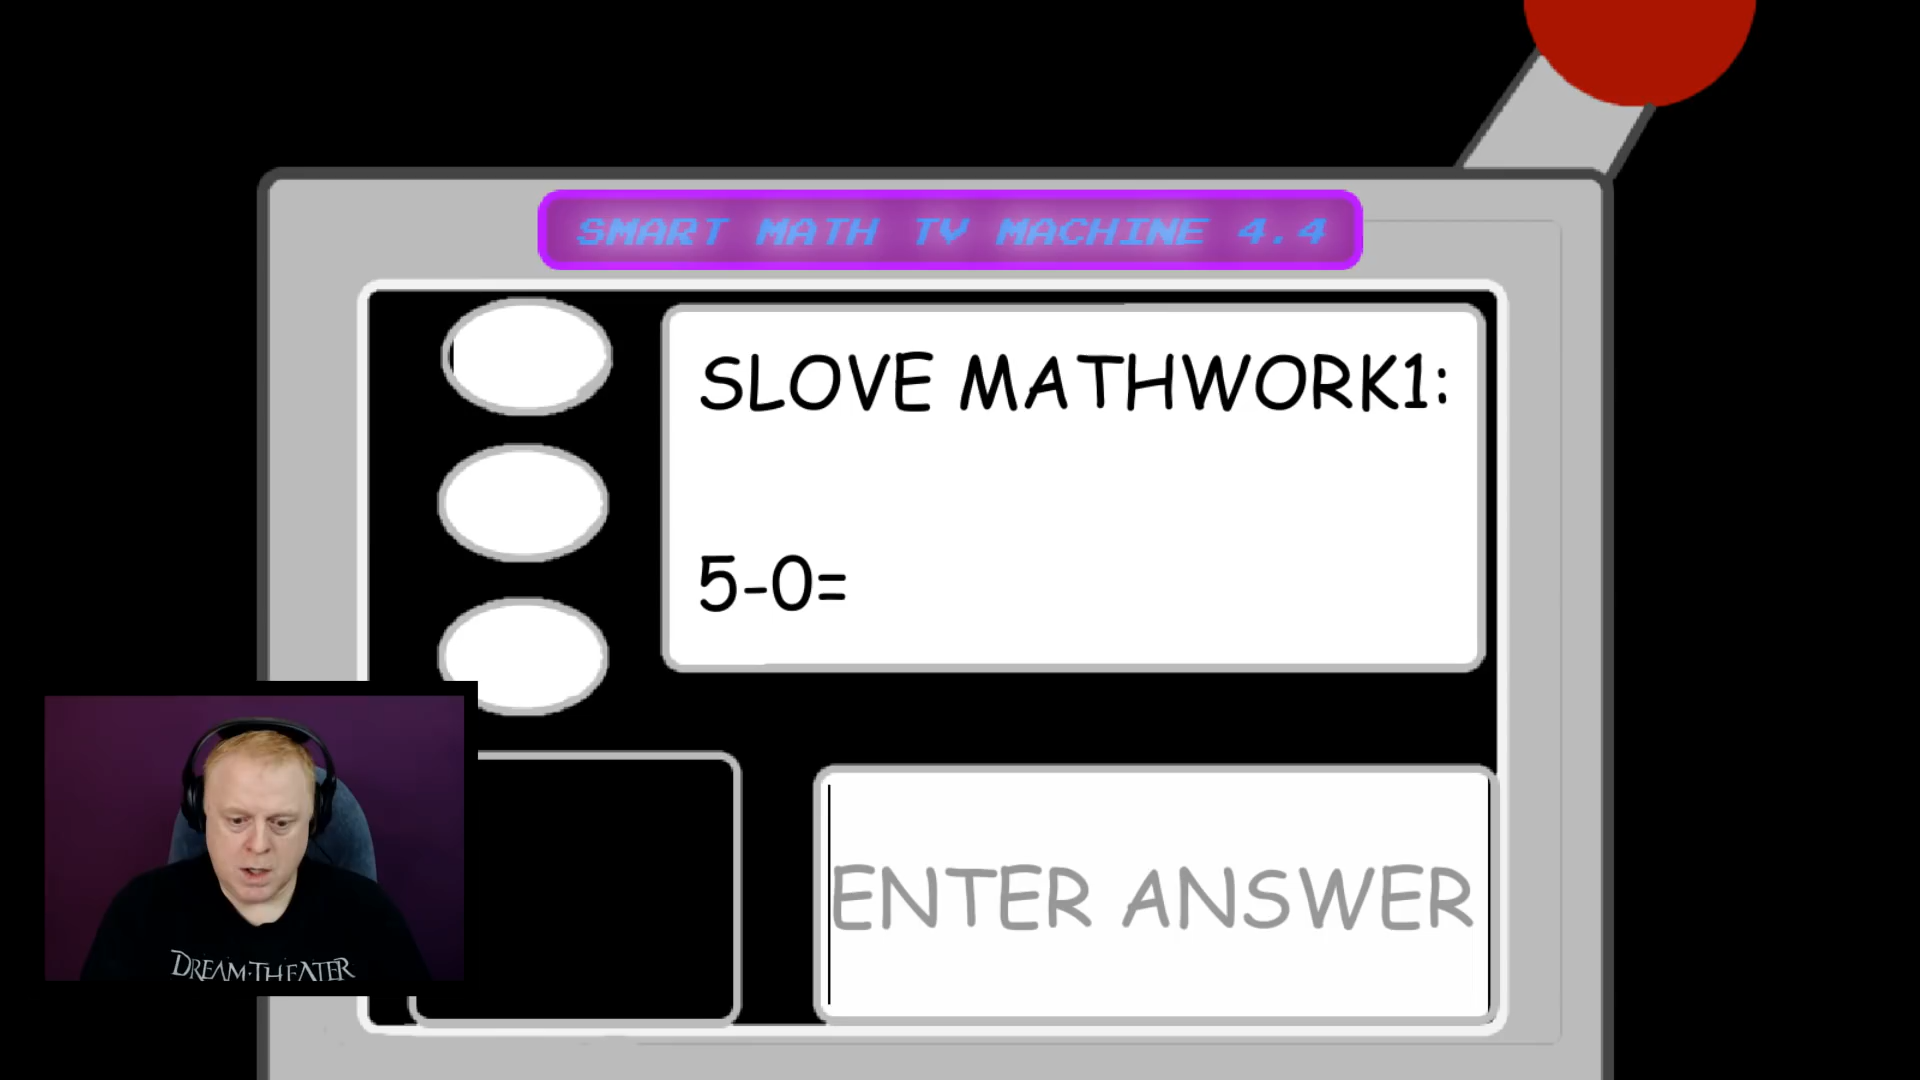 SMART MATH TV MACHINE 4.4
SLOVE MATHWORK1:
5-0=
ENTER ANSWER
DREAM THEATER